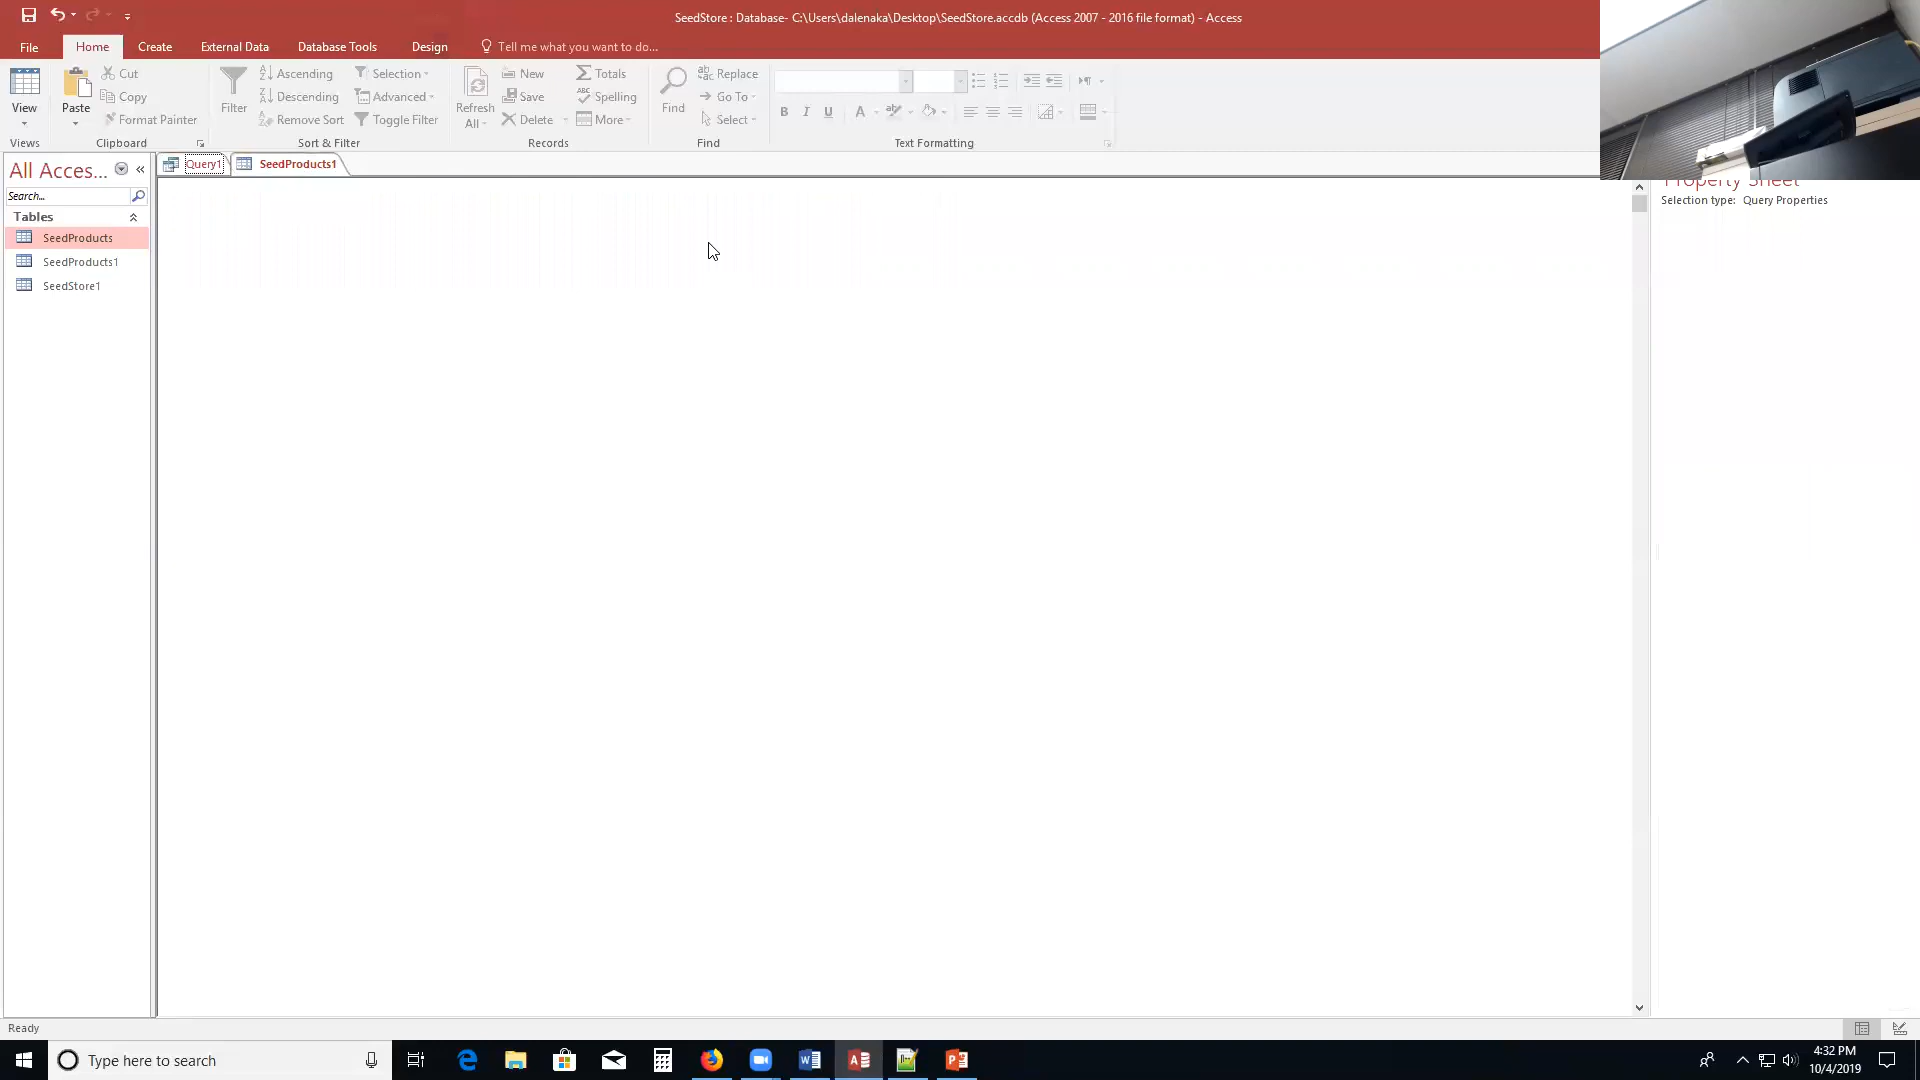 SeedStore : Database- C:\Users\dalenaka\Desktop\SeedStore.accdb (Access 2007 - 2016 file format) - Access
File Home Create External Data Database Tools Design Tell me what you want to do...
View
Views
Paste
Cut
Copy
Format Painter
Clipboard
Filter
Ascending
Descending
Remove Sort
Selection
Advanced
Toggle Filter
Sort & Filter
Refresh
All
New
Save
Delete
Totals
Spelling
More
Records
Find
Replace
Go To
Select
Find
B I U A
Text Formatting
All Acces...
Search...
Tables
SeedProducts
SeedProducts1
SeedStore1
Query1
SeedProducts1
Property Sheet
Selection type: Query Properties
Ready
Type here to search
4:32 PM
10/4/2019